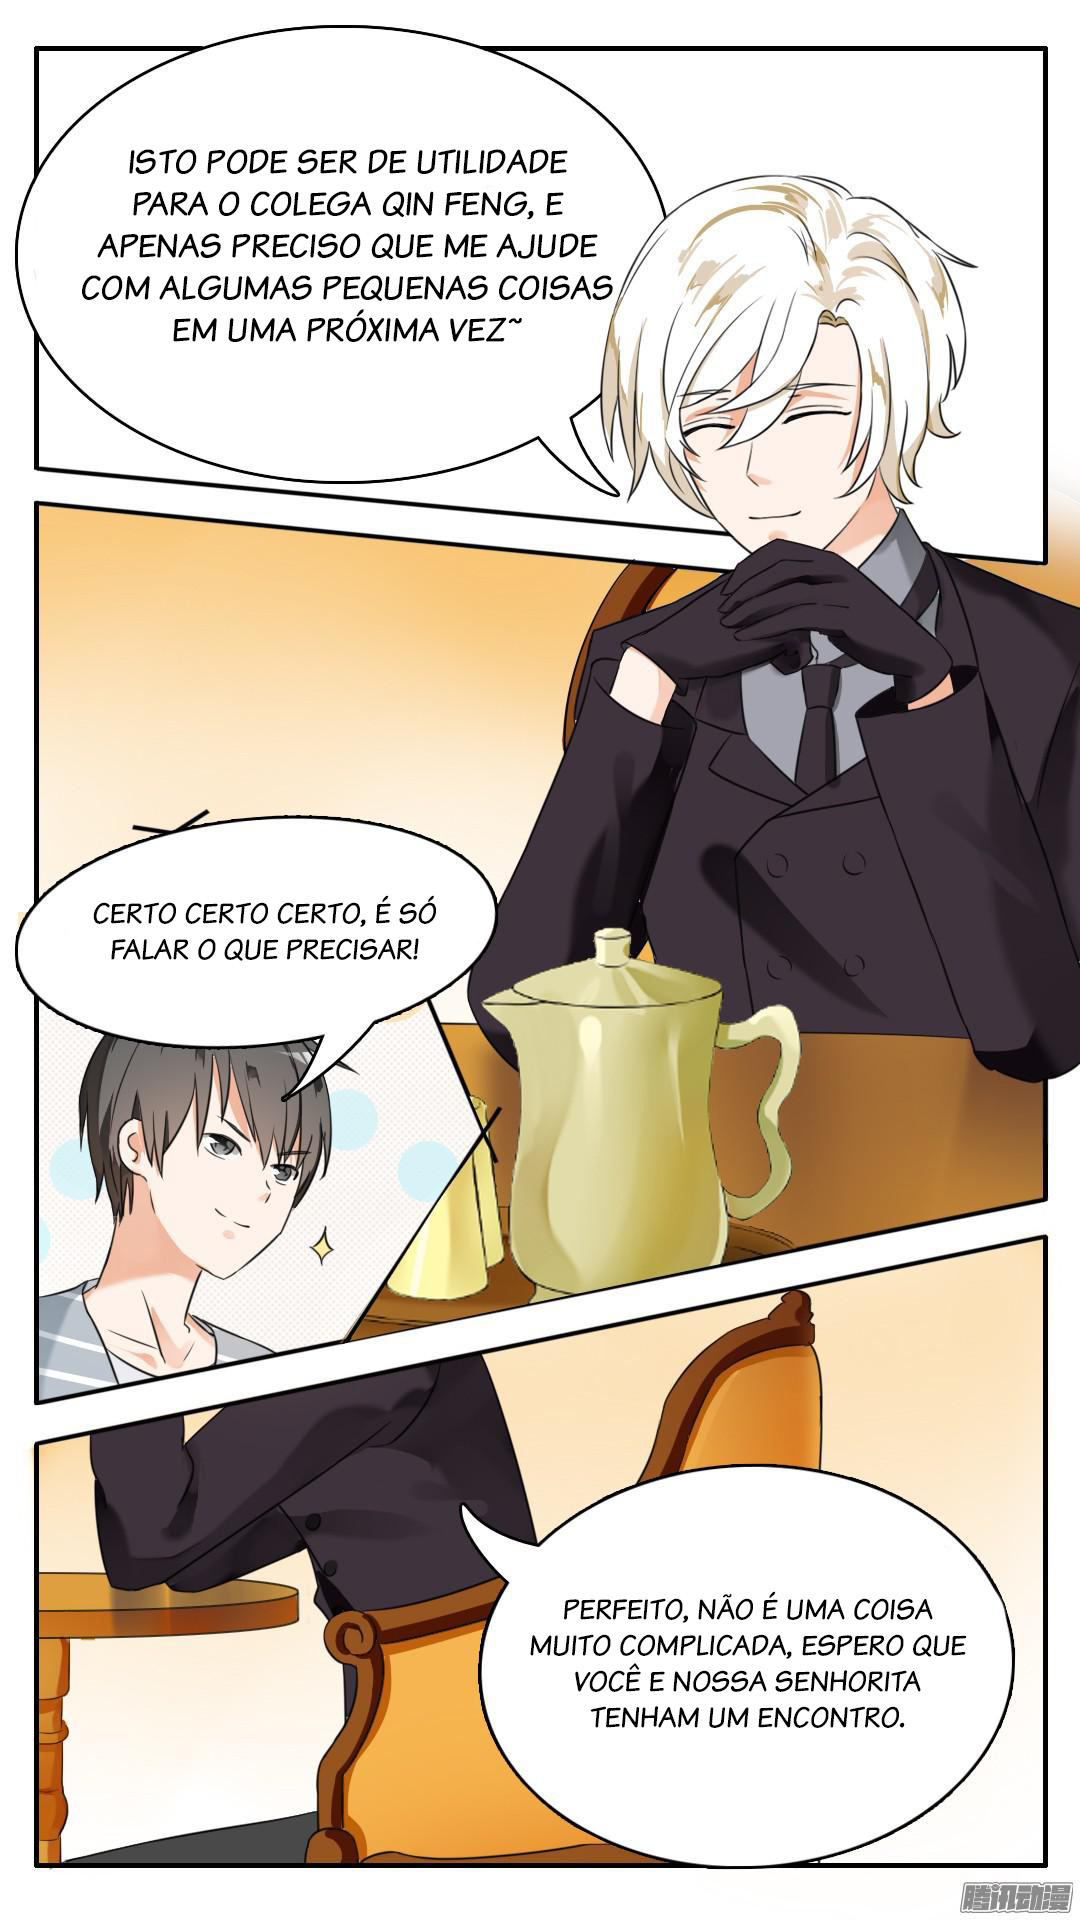 ISTO PODE SER DE UTILIDADE
PARA O COLEGA QIN FENG, E
APENAS PRECISO QUE ME AJUDE
COM ALGUMAS PEQUENAS COISAS
EM UMA PRÓXIMA VEZ~
CERTO CERTO CERTO, É SÓ
FALAR O QUE PRECISAR!
PERFEITO, NÃO É UMA COISA
MUITO COMPLICADA, ESPERO QUE
VOCÊ E NOSSA SENHORITA
TENHAM UM ENCONTRO.
腾讯动漫